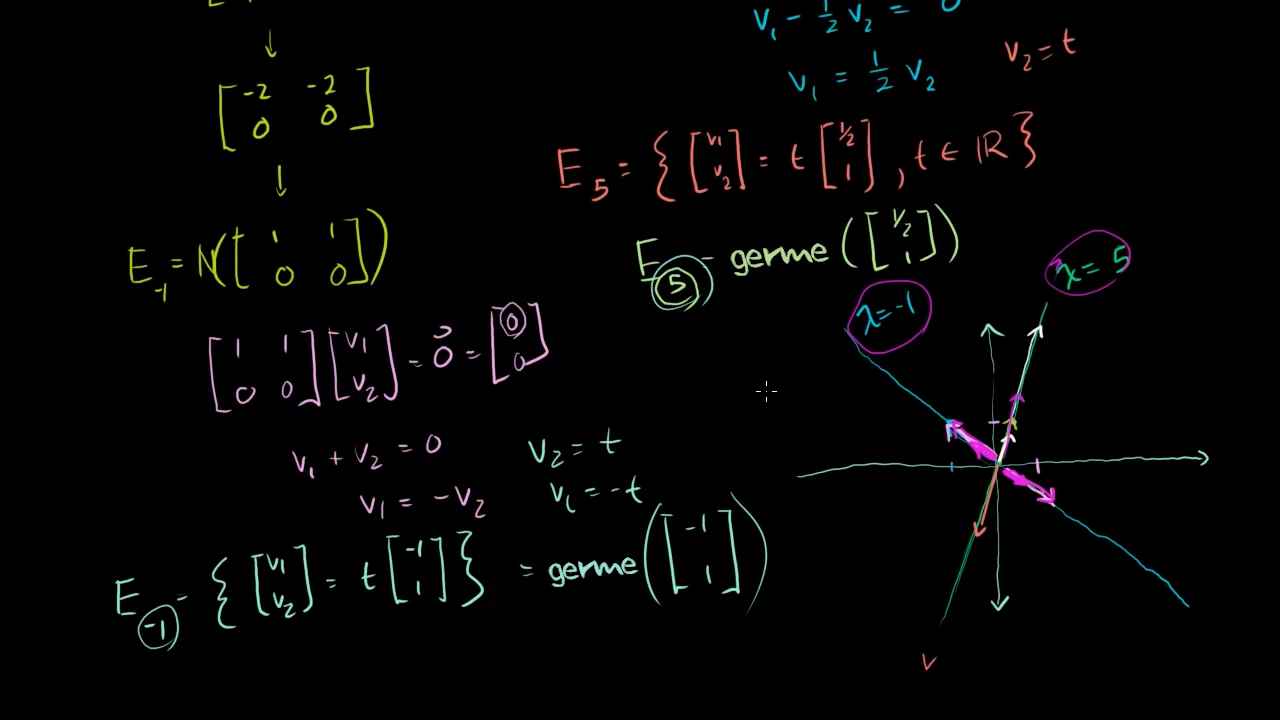 [ -2 -2
0 0 ]
E₋₁ = N([ 1 1
0 0 ])
[ 1 1
0 0 ] [ v₁
v₂ ] = 0⃗ = [ 0
0 ]
v₁ + v₂ = 0
v₁ = -v₂
v₂ = t
v₁ = -t
E₋₁ = { [ v₁
v₂ ] = t [ -1
1 ] } = germe ( [ -1
1 ] )
v₁ - 1/2 v₂ = 0
v₁ = 1/2 v₂
v₂ = t
E₅ = { [ v₁
v₂ ] = t [ 1/2
1 ] , t ∈ ℝ }
E₅ = germe ( [ 1/2
1 ] )
λ = -1
λ = 5